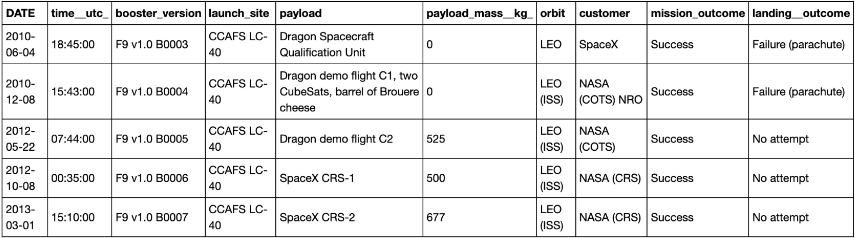 DATE time__utc_ booster_version launch_site payload payload_mass__kg_ orbit customer mission_outcome landing__outcome
2010-06-04 18:45:00 F9 v1.0 B0003 CCAFS LC-40 Dragon Spacecraft Qualification Unit 0 LEO SpaceX Success Failure (parachute)
2010-12-08 15:43:00 F9 v1.0 B0004 CCAFS LC-40 Dragon demo flight C1, two CubeSats, barrel of Brouere cheese 0 LEO (ISS) NASA (COTS) NRO Success Failure (parachute)
2012-05-22 07:44:00 F9 v1.0 B0005 CCAFS LC-40 Dragon demo flight C2 525 LEO (ISS) NASA (COTS) Success No attempt
2012-10-08 00:35:00 F9 v1.0 B0006 CCAFS LC-40 SpaceX CRS-1 500 LEO (ISS) NASA (CRS) Success No attempt
2013-03-01 15:10:00 F9 v1.0 B0007 CCAFS LC-40 SpaceX CRS-2 677 LEO (ISS) NASA (CRS) Success No attempt